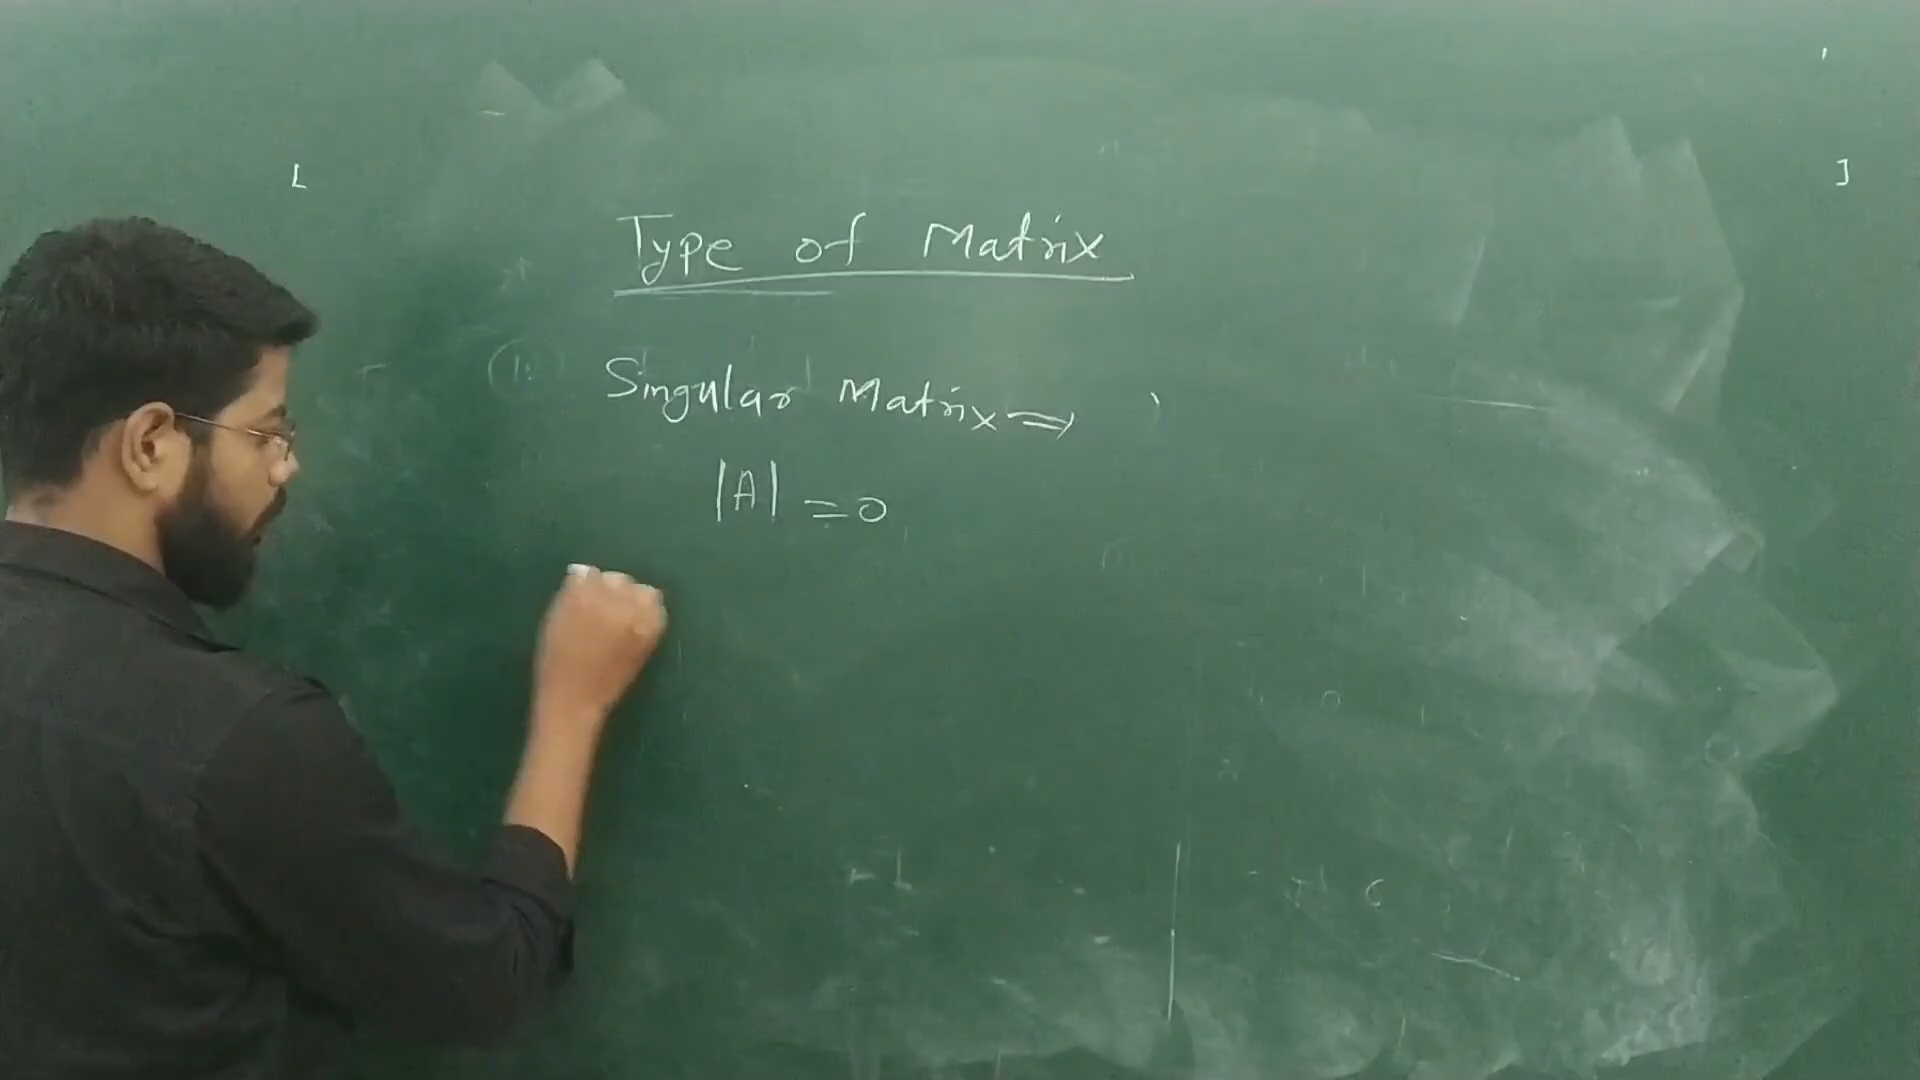 Type of Matrix
(1.) Singular Matrix ⇒
|A| = 0